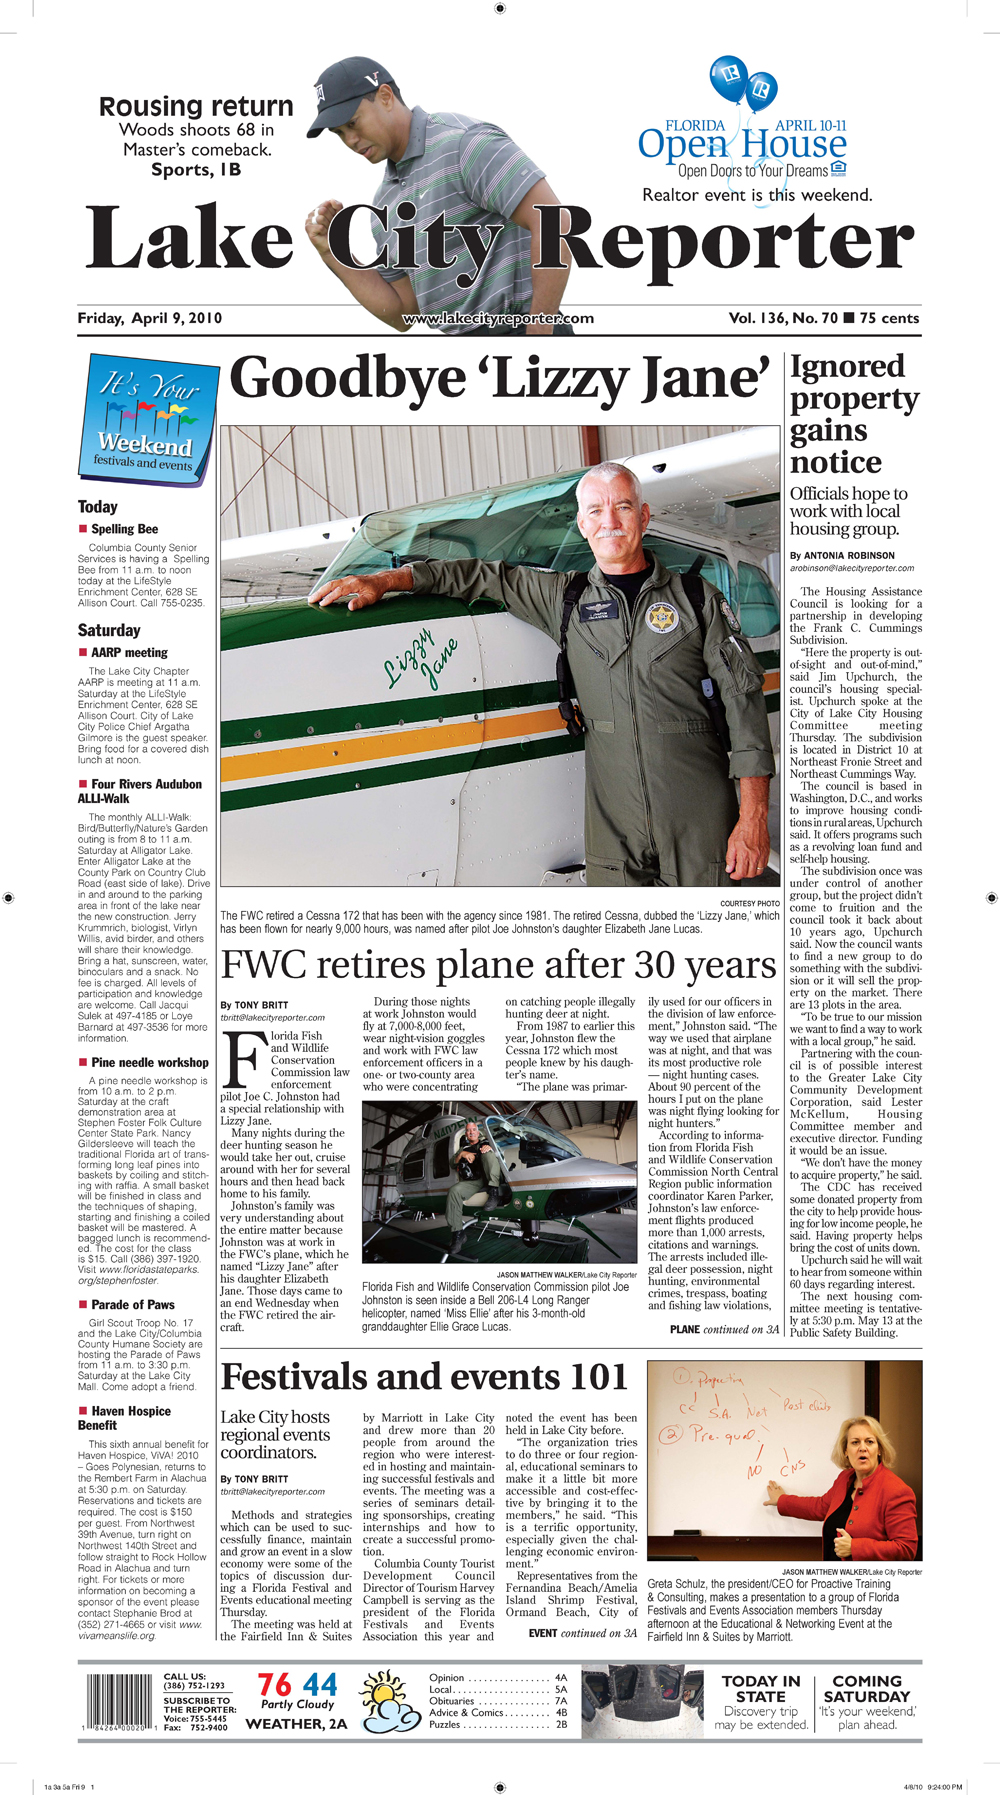 Rousing return
Woods shoots 68 in
Master's comeback.
Sports, 1B
FLORIDA APRIL 10-11
Open House
Open Doors to Your Dreams
Realtor event is this weekend.
Lake City Reporter
Friday, April 9, 2010
www.lakecityreporter.com
Vol. 136, No. 70 ■ 75 cents
It's Your
Weekend
festivals and events
Today
■ Spelling Bee
Columbia County Senior
Services is having a Spelling
Bee from 11 a.m. to noon
today at the LifeStyle
Enrichment Center, 628 SE
Allison Court. Call 755-0235.
Saturday
■ AARP meeting
The Lake City Chapter
AARP is meeting at 11 a.m.
Saturday at the LifeStyle
Enrichment Center, 628 SE
Allison Court. City of Lake
City Police Chief Argatha
Gilmore is the guest speaker.
Bring food for a covered dish
lunch at noon.
■ Four Rivers Audubon
ALLI-Walk
The monthly ALLI-Walk:
Bird/Butterfly/Nature's Garden
outing is from 8 to 11 a.m.
Saturday at Alligator Lake.
Enter Alligator Lake at the
County Park on Country Club
Road (east side of lake). Drive
in and around to the parking
area in front of the lake near
the new construction. Jerry
Krummrich, biologist, Virlyn
Willis, avid birder, and others
will share their knowledge.
Bring a hat, sunscreen, water,
binoculars and a snack. No
fee is charged. All levels of
participation and knowledge
are welcome. Call Jacqui
Sulek at 497-4185 or Loye
Barnard at 497-3536 for more
information.
■ Pine needle workshop
A pine needle workshop is
from 10 a.m. to 2 p.m.
Saturday at the craft
demonstration area at
Stephen Foster Folk Culture
Center State Park. Nancy
Gildersleeve will teach the
traditional Florida art of trans-
forming long leaf pines into
baskets by coiling and stitch-
ing with raffia. A small basket
will be finished in class and
the techniques of shaping,
starting and finishing a coiled
basket will be mastered. A
bagged lunch is recommend-
ed. The cost for the class
is $15. Call (386) 397-1920.
Visit www.floridastateparks.
org/stephenfoster.
■ Parade of Paws
Girl Scout Troop No. 17
and the Lake City/Columbia
County Humane Society are
hosting the Parade of Paws
from 11 a.m. to 3:30 p.m.
Saturday at the Lake City
Mall. Come adopt a friend.
■ Haven Hospice
Benefit
This sixth annual benefit for
Haven Hospice, ViVA! 2010
– Goes Polynesian, returns to
the Rembert Farm in Alachua
at 5:30 p.m. on Saturday.
Reservations and tickets are
required. The cost is $150
per guest. From Northwest
39th Avenue, turn right on
Northwest 140th Street and
follow straight to Rock Hollow
Road in Alachua and turn
right. For tickets or more
information on becoming a
sponsor of the event please
contact Stephanie Brod at
(352) 271-4665 or visit www.
vivameanslife.org.
Goodbye 'Lizzy Jane'
Lizzy
Jane
COURTESY PHOTO
The FWC retired a Cessna 172 that has been with the agency since 1981. The retired Cessna, dubbed the 'Lizzy Jane,' which
has been flown for nearly 9,000 hours, was named after pilot Joe Johnston's daughter Elizabeth Jane Lucas.
FWC retires plane after 30 years
By TONY BRITT
tbritt@lakecityreporter.com
Florida Fish
and Wildlife
Conservation
Commission law
enforcement
pilot Joe C. Johnston had
a special relationship with
Lizzy Jane.
Many nights during the
deer hunting season he
would take her out, cruise
around with her for several
hours and then head back
home to his family.
Johnston's family was
very understanding about
the entire matter because
Johnston was at work in
the FWC's plane, which he
named "Lizzy Jane" after
his daughter Elizabeth
Jane. Those days came to
an end Wednesday when
the FWC retired the air-
craft.
During those nights
at work Johnston would
fly at 7,000-8,000 feet,
wear night-vision goggles
and work with FWC law
enforcement officers in a
one- or two-county area
who were concentrating
on catching people illegally
hunting deer at night.
From 1987 to earlier this
year, Johnston flew the
Cessna 172 which most
people knew by his daugh-
ter's name.
"The plane was primar-
ily used for our officers in
the division of law enforce-
ment," Johnston said. "The
way we used that airplane
was at night, and that was
its most productive role
— night hunting cases.
About 90 percent of the
hours I put on the plane
was night flying looking for
night hunters."
According to informa-
tion from Florida Fish
and Wildlife Conservation
Commission North Central
Region public information
coordinator Karen Parker,
Johnston's law enforce-
ment flights produced
more than 1,000 arrests,
citations and warnings.
The arrests included ille-
gal deer possession, night
hunting, environmental
crimes, trespass, boating
and fishing law violations,
PLANE continued on 3A
JASON MATTHEW WALKER/Lake City Reporter
Florida Fish and Wildlife Conservation Commission pilot Joe
Johnston is seen inside a Bell 206-L4 Long Ranger
helicopter, named 'Miss Ellie' after his 3-month-old
granddaughter Ellie Grace Lucas.
Ignored
property
gains
notice
Officials hope to
work with local
housing group.
By ANTONIA ROBINSON
arobinson@lakecityreporter.com
The Housing Assistance
Council is looking for a
partnership in developing
the Frank C. Cummings
Subdivision.
"Here the property is out-
of-sight and out-of-mind,"
said Jim Upchurch, the
council's housing special-
ist. Upchurch spoke at the
City of Lake City Housing
Committee meeting
Thursday. The subdivision
is located in District 10 at
Northeast Fronie Street and
Northeast Cummings Way.
The council is based in
Washington, D.C., and works
to improve housing condi-
tions in rural areas, Upchurch
said. It offers programs such
as a revolving loan fund and
self-help housing.
The subdivision once was
under control of another
group, but the project didn't
come to fruition and the
council took it back about
10 years ago, Upchurch
said. Now the council wants
to find a new group to do
something with the subdivi-
sion or it will sell the prop-
erty on the market. There
are 13 plots in the area.
"To be true to our mission
we want to find a way to work
with a local group," he said.
Partnering with the coun-
cil is of possible interest
to the Greater Lake City
Community Development
Corporation, said Lester
McKellum, Housing
Committee member and
executive director. Funding
it would be an issue.
"We don't have the money
to acquire property," he said.
The CDC has received
some donated property from
the city to help provide hous-
ing for low income people, he
said. Having property helps
bring the cost of units down.
Upchurch said he will wait
to hear from someone within
60 days regarding interest.
The next housing com-
mittee meeting is tentative-
ly at 5:30 p.m. May 13 at the
Public Safety Building.
Festivals and events 101
Lake City hosts
regional events
coordinators.
By TONY BRITT
tbritt@lakecityreporter.com
Methods and strategies
which can be used to suc-
cessfully finance, maintain
and grow an event in a slow
economy were some of the
topics of discussion dur-
ing a Florida Festival and
Events educational meeting
Thursday.
The meeting was held at
the Fairfield Inn & Suites
by Marriott in Lake City
and drew more than 20
people from around the
region who were interest-
ed in hosting and maintain-
ing successful festivals and
events. The meeting was a
series of seminars detail-
ing sponsorships, creating
internships and how to
create a successful promo-
tion.
Columbia County Tourist
Development Council
Director of Tourism Harvey
Campbell is serving as the
president of the Florida
Festivals and Events
Association this year and
noted the event has been
held in Lake City before.
"The organization tries
to do three or four region-
al, educational seminars to
make it a little bit more
accessible and cost-effec-
tive by bringing it to the
members," he said. "This
is a terrific opportunity,
especially given the chal-
lenging economic environ-
ment."
Representatives from the
Fernandina Beach/Amelia
Island Shrimp Festival,
Ormand Beach, City of
EVENT continued on 3A
S.A. Not
② Pre-qual.
NO CNS
JASON MATTHEW WALKER/Lake City Reporter
Greta Schulz, the president/CEO for Proactive Training
& Consulting, makes a presentation to a group of Florida
Festivals and Events Association members Thursday
afternoon at the Educational & Networking Event at the
Fairfield Inn & Suites by Marriott.
1 84264 00020 1
CALL US:
(386) 752-1293
SUBSCRIBE TO
THE REPORTER:
Voice: 755-5445
Fax: 752-9400
76 44
Partly Cloudy
WEATHER, 2A
Opinion . . . . . . . . . . . . . . . . 4A
Local . . . . . . . . . . . . . . . . . . 5A
Obituaries . . . . . . . . . . . . . . 7A
Advice & Comics . . . . . . . . . 4B
Puzzles . . . . . . . . . . . . . . . . . 2B
TODAY IN
STATE
Discovery trip
may be extended.
COMING
SATURDAY
'It's your weekend,'
plan ahead.
1a 3a 5a Fri 9 1
4/8/10 9:24:00 PM